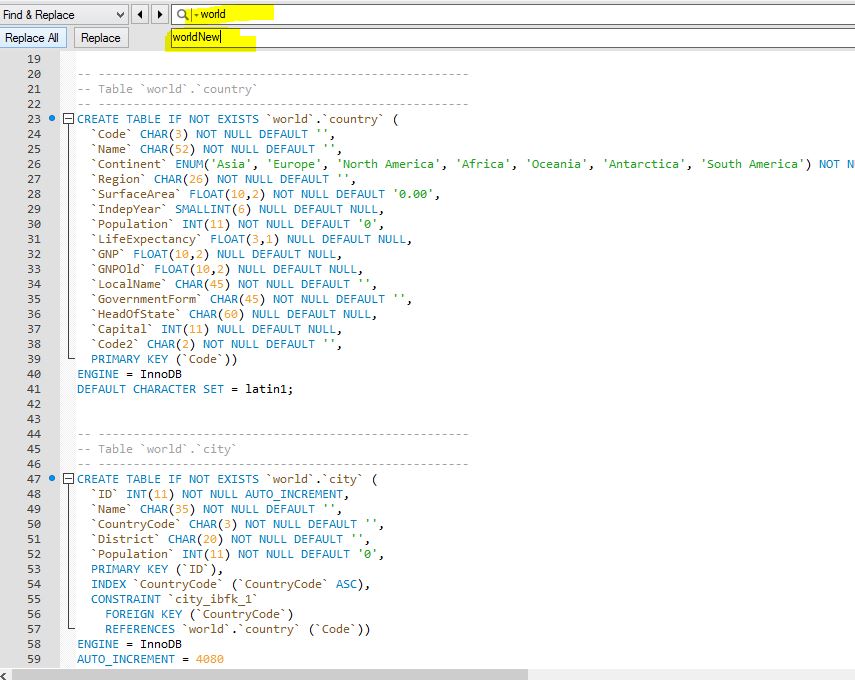 Find & Replace world
Replace All Replace worldNew
19
20 -- ----------------------------------------------------
21 -- Table `world`.`country`
22 -- ----------------------------------------------------
23 CREATE TABLE IF NOT EXISTS `world`.`country` (
24 `Code` CHAR(3) NOT NULL DEFAULT '',
25 `Name` CHAR(52) NOT NULL DEFAULT '',
26 `Continent` ENUM('Asia', 'Europe', 'North America', 'Africa', 'Oceania', 'Antarctica', 'South America') NOT N
27 `Region` CHAR(26) NOT NULL DEFAULT '',
28 `SurfaceArea` FLOAT(10,2) NOT NULL DEFAULT '0.00',
29 `IndepYear` SMALLINT(6) NULL DEFAULT NULL,
30 `Population` INT(11) NOT NULL DEFAULT '0',
31 `LifeExpectancy` FLOAT(3,1) NULL DEFAULT NULL,
32 `GNP` FLOAT(10,2) NULL DEFAULT NULL,
33 `GNPOld` FLOAT(10,2) NULL DEFAULT NULL,
34 `LocalName` CHAR(45) NOT NULL DEFAULT '',
35 `GovernmentForm` CHAR(45) NOT NULL DEFAULT '',
36 `HeadOfState` CHAR(60) NULL DEFAULT NULL,
37 `Capital` INT(11) NULL DEFAULT NULL,
38 `Code2` CHAR(2) NOT NULL DEFAULT '',
39 PRIMARY KEY (`Code`))
40 ENGINE = InnoDB
41 DEFAULT CHARACTER SET = latin1;
42
43
44 -- ----------------------------------------------------
45 -- Table `world`.`city`
46 -- ----------------------------------------------------
47 CREATE TABLE IF NOT EXISTS `world`.`city` (
48 `ID` INT(11) NOT NULL AUTO_INCREMENT,
49 `Name` CHAR(35) NOT NULL DEFAULT '',
50 `CountryCode` CHAR(3) NOT NULL DEFAULT '',
51 `District` CHAR(20) NOT NULL DEFAULT '',
52 `Population` INT(11) NOT NULL DEFAULT '0',
53 PRIMARY KEY (`ID`),
54 INDEX `CountryCode` (`CountryCode` ASC),
55 CONSTRAINT `city_ibfk_1`
56 FOREIGN KEY (`CountryCode`)
57 REFERENCES `world`.`country` (`Code`))
58 ENGINE = InnoDB
59 AUTO_INCREMENT = 4080